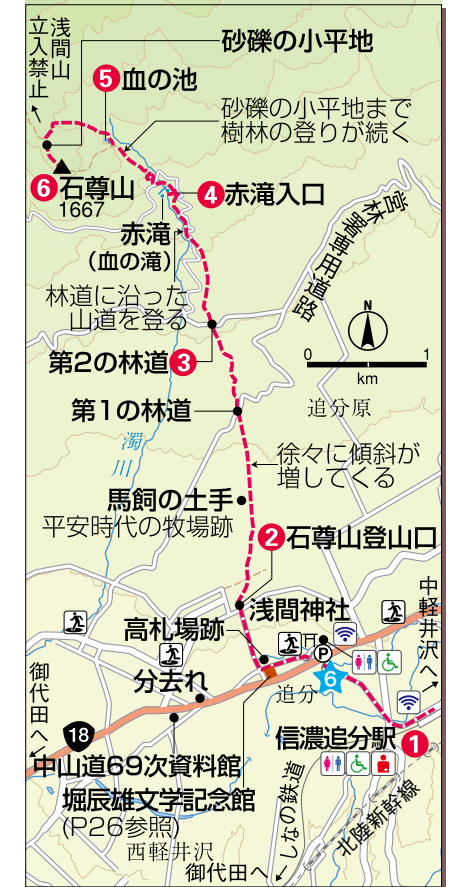 浅間山
立入禁止
砂礫の小平地
5 血の池
砂礫の小平地まで
樹林の登りが続く
6 石尊山
1667
4 赤滝入口
営林署専用道路
赤滝
(血の滝)
林道に沿った
山道を登る
N
0 1
km
第2の林道 3
第1の林道
追分原
濁川
徐々に傾斜が
増してくる
馬飼の土手
平安時代の牧場跡
2 石尊山登山口
浅間神社
中軽井沢へ
高札場跡
P
6
御代田へ
分去れ
追分
18
信濃追分駅 1
中山道69次資料館
堀辰雄文学記念館
(P26参照)
しなの鉄道
北陸新幹線
西軽井沢
御代田へ